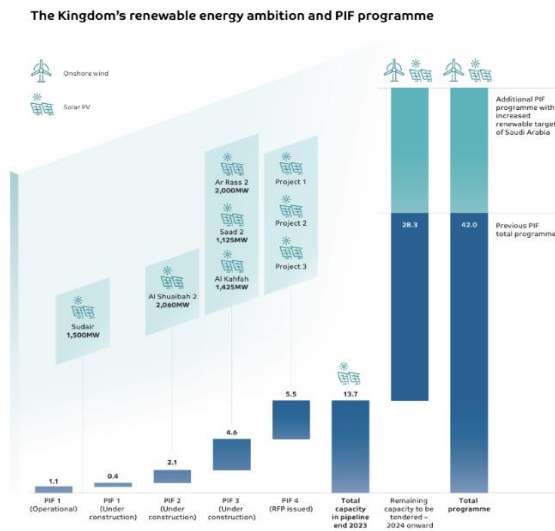 The Kingdom's renewable energy ambition and PIF programme
Onshore wind
Solar PV
Additional PIF
programme with
increased
renewable target
of Saudi Arabia
Ar Rass 2
2,000MW
Project 1
Saad 2
1,125MW
Project 2
28.3
42.0
Previous PIF
total programme
Al Shuaibah 2
2,060MW
Al Kahfah
1,425MW
Project 3
Sudair
1,500MW
5.5
13.7
4.6
2.1
0.4
1.1
PIF 1
(Operational)
PIF 1
(Under
construction)
PIF 2
(Under
construction)
PIF 3
(Under
construction)
PIF 4
(RFP issued)
Total
capacity
in pipeline
end 2023
Remaining
capacity to be
tendered –
2024 onward
Total
programme